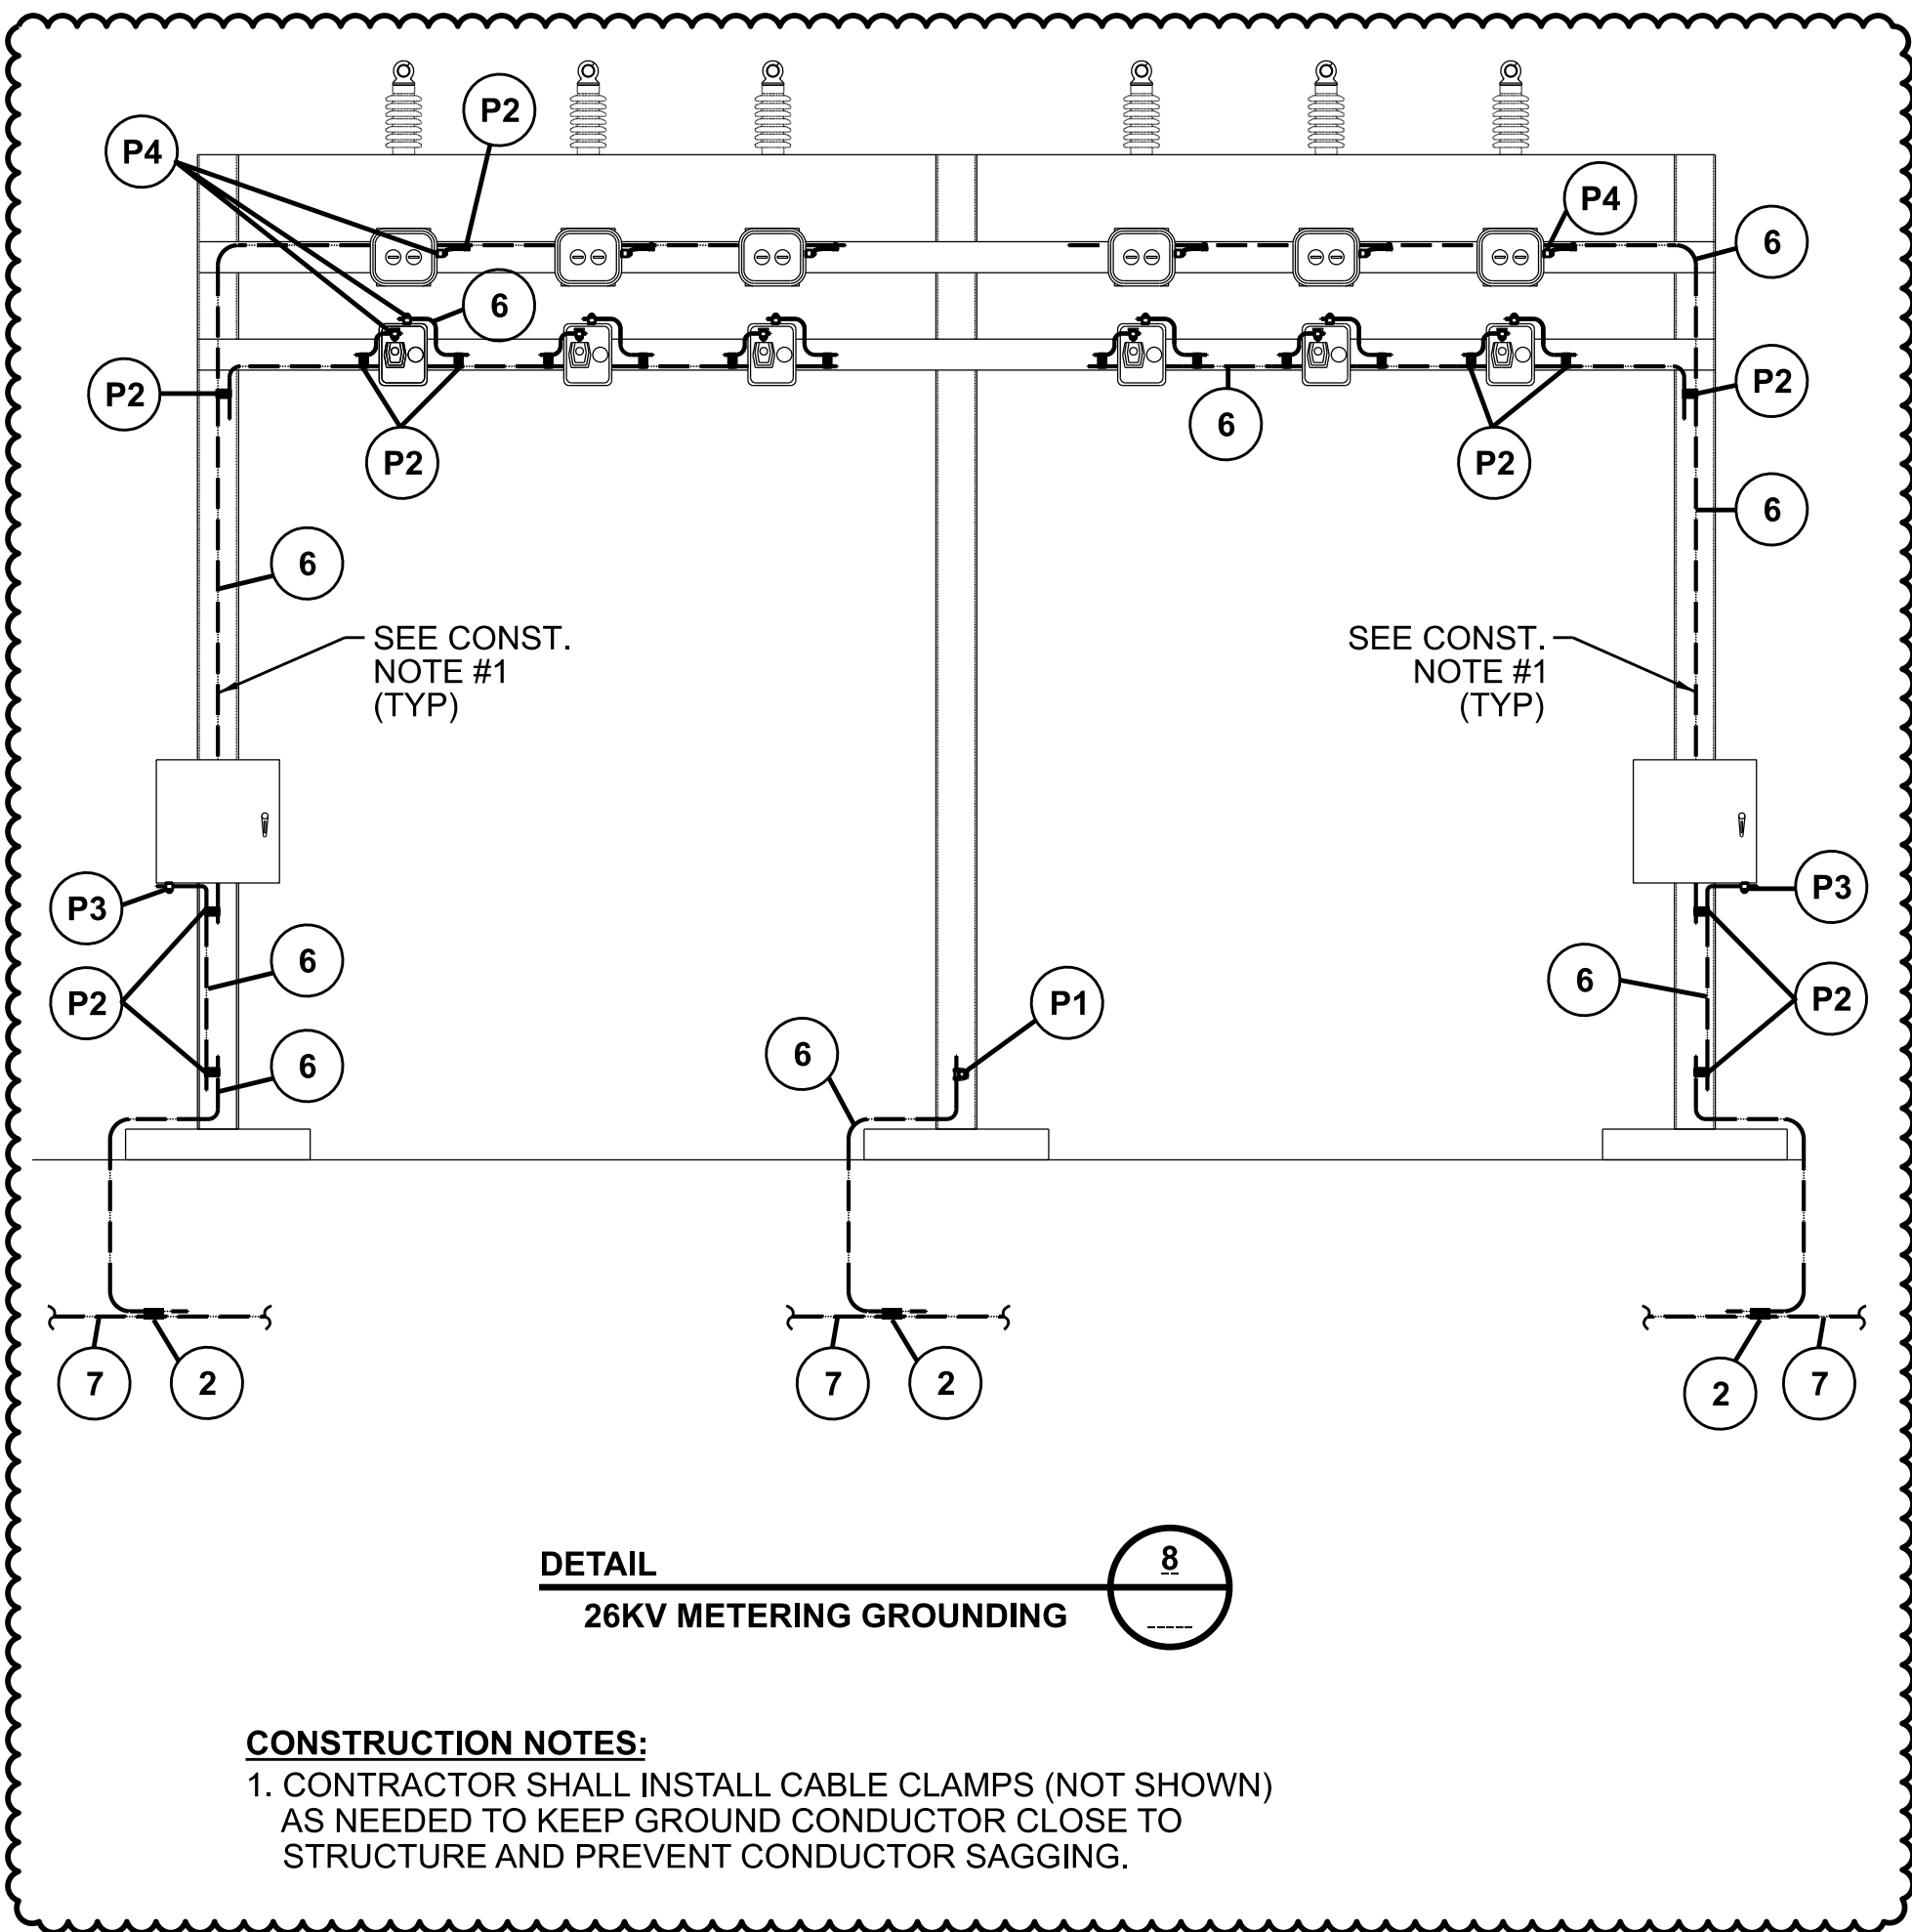 P2
P4
P4
6
6
P2
P2
6
P2
P2
6
6
SEE CONST.
NOTE #1
(TYP)
SEE CONST.
NOTE #1
(TYP)
P3
P3
6
6
P2
P1
P2
6
6
7
2
7
2
2
7
DETAIL
8
26KV METERING GROUNDING
CONSTRUCTION NOTES:
1. CONTRACTOR SHALL INSTALL CABLE CLAMPS (NOT SHOWN)
AS NEEDED TO KEEP GROUND CONDUCTOR CLOSE TO
STRUCTURE AND PREVENT CONDUCTOR SAGGING.